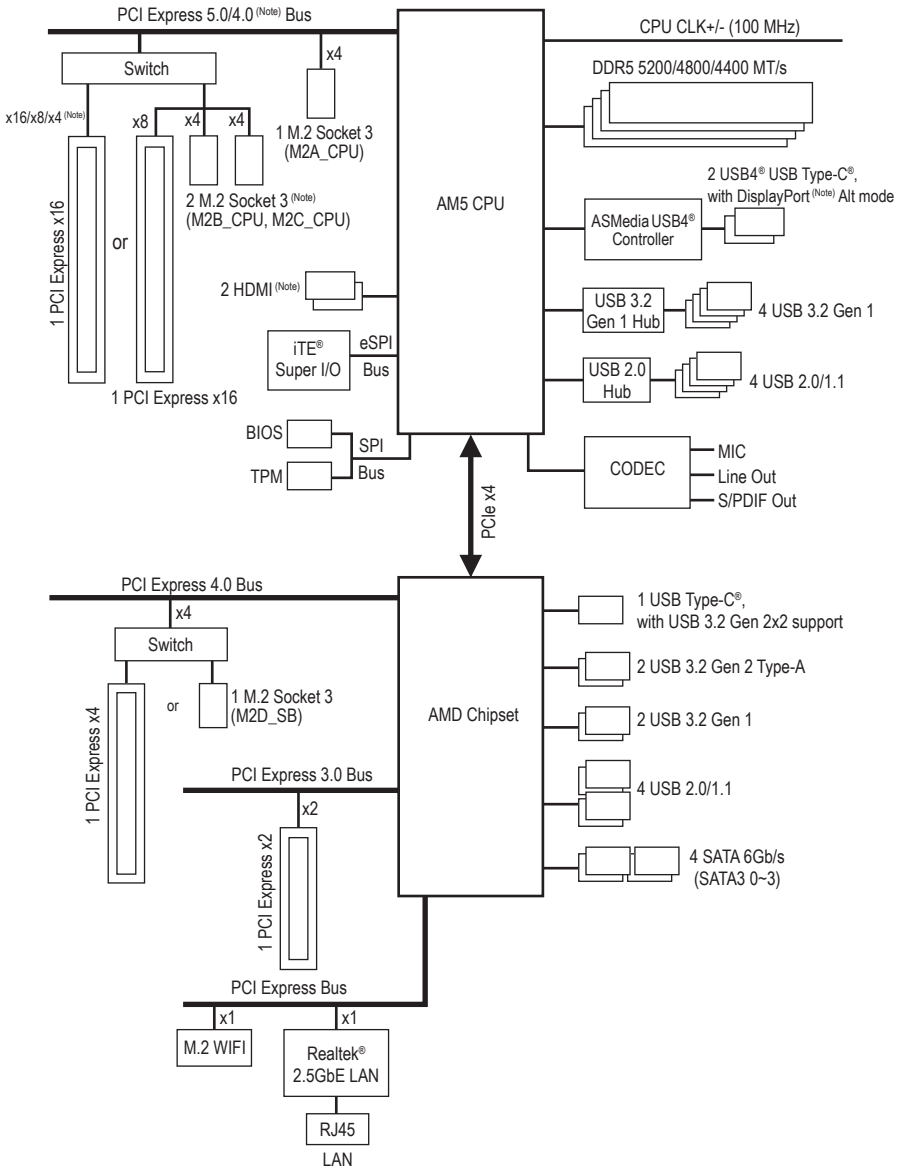 PCI Express 5.0/4.0 (Note) Bus
Switch
x4
x16/x8/x4 (Note)
x8
x4
x4
1 M.2 Socket 3
(M2A_CPU)
2 M.2 Socket 3 (Note)
(M2B_CPU, M2C_CPU)
1 PCI Express x16
or
1 PCI Express x16
2 HDMI (Note)
iTE®
Super I/O
eSPI
Bus
BIOS
TPM
SPI
Bus
AM5 CPU
CPU CLK+/- (100 MHz)
DDR5 5200/4800/4400 MT/s
2 USB4® USB Type-C®,
with DisplayPort (Note) Alt mode
ASMedia USB4®
Controller
USB 3.2
Gen 1 Hub
4 USB 3.2 Gen 1
USB 2.0
Hub
4 USB 2.0/1.1
CODEC
MIC
Line Out
S/PDIF Out
PCIe x4
PCI Express 4.0 Bus
x4
Switch
1 PCI Express x4
or
1 M.2 Socket 3
(M2D_SB)
PCI Express 3.0 Bus
x2
1 PCI Express x2
AMD Chipset
1 USB Type-C®,
with USB 3.2 Gen 2x2 support
2 USB 3.2 Gen 2 Type-A
2 USB 3.2 Gen 1
4 USB 2.0/1.1
4 SATA 6Gb/s
(SATA3 0~3)
PCI Express Bus
x1
x1
M.2 WIFI
Realtek®
2.5GbE LAN
RJ45
LAN